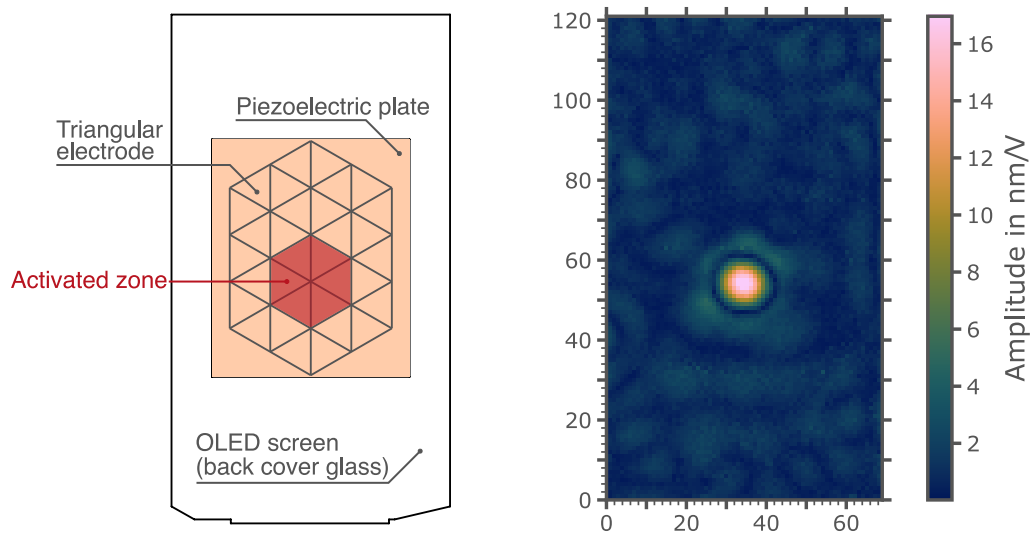 Piezoelectric plate
Triangular
electrode
Activated zone
OLED screen
(back cover glass)
120
100
80
60
40
20
0
0
20
40
60
16
14
12
10
8
6
4
2
Amplitude in nm/V